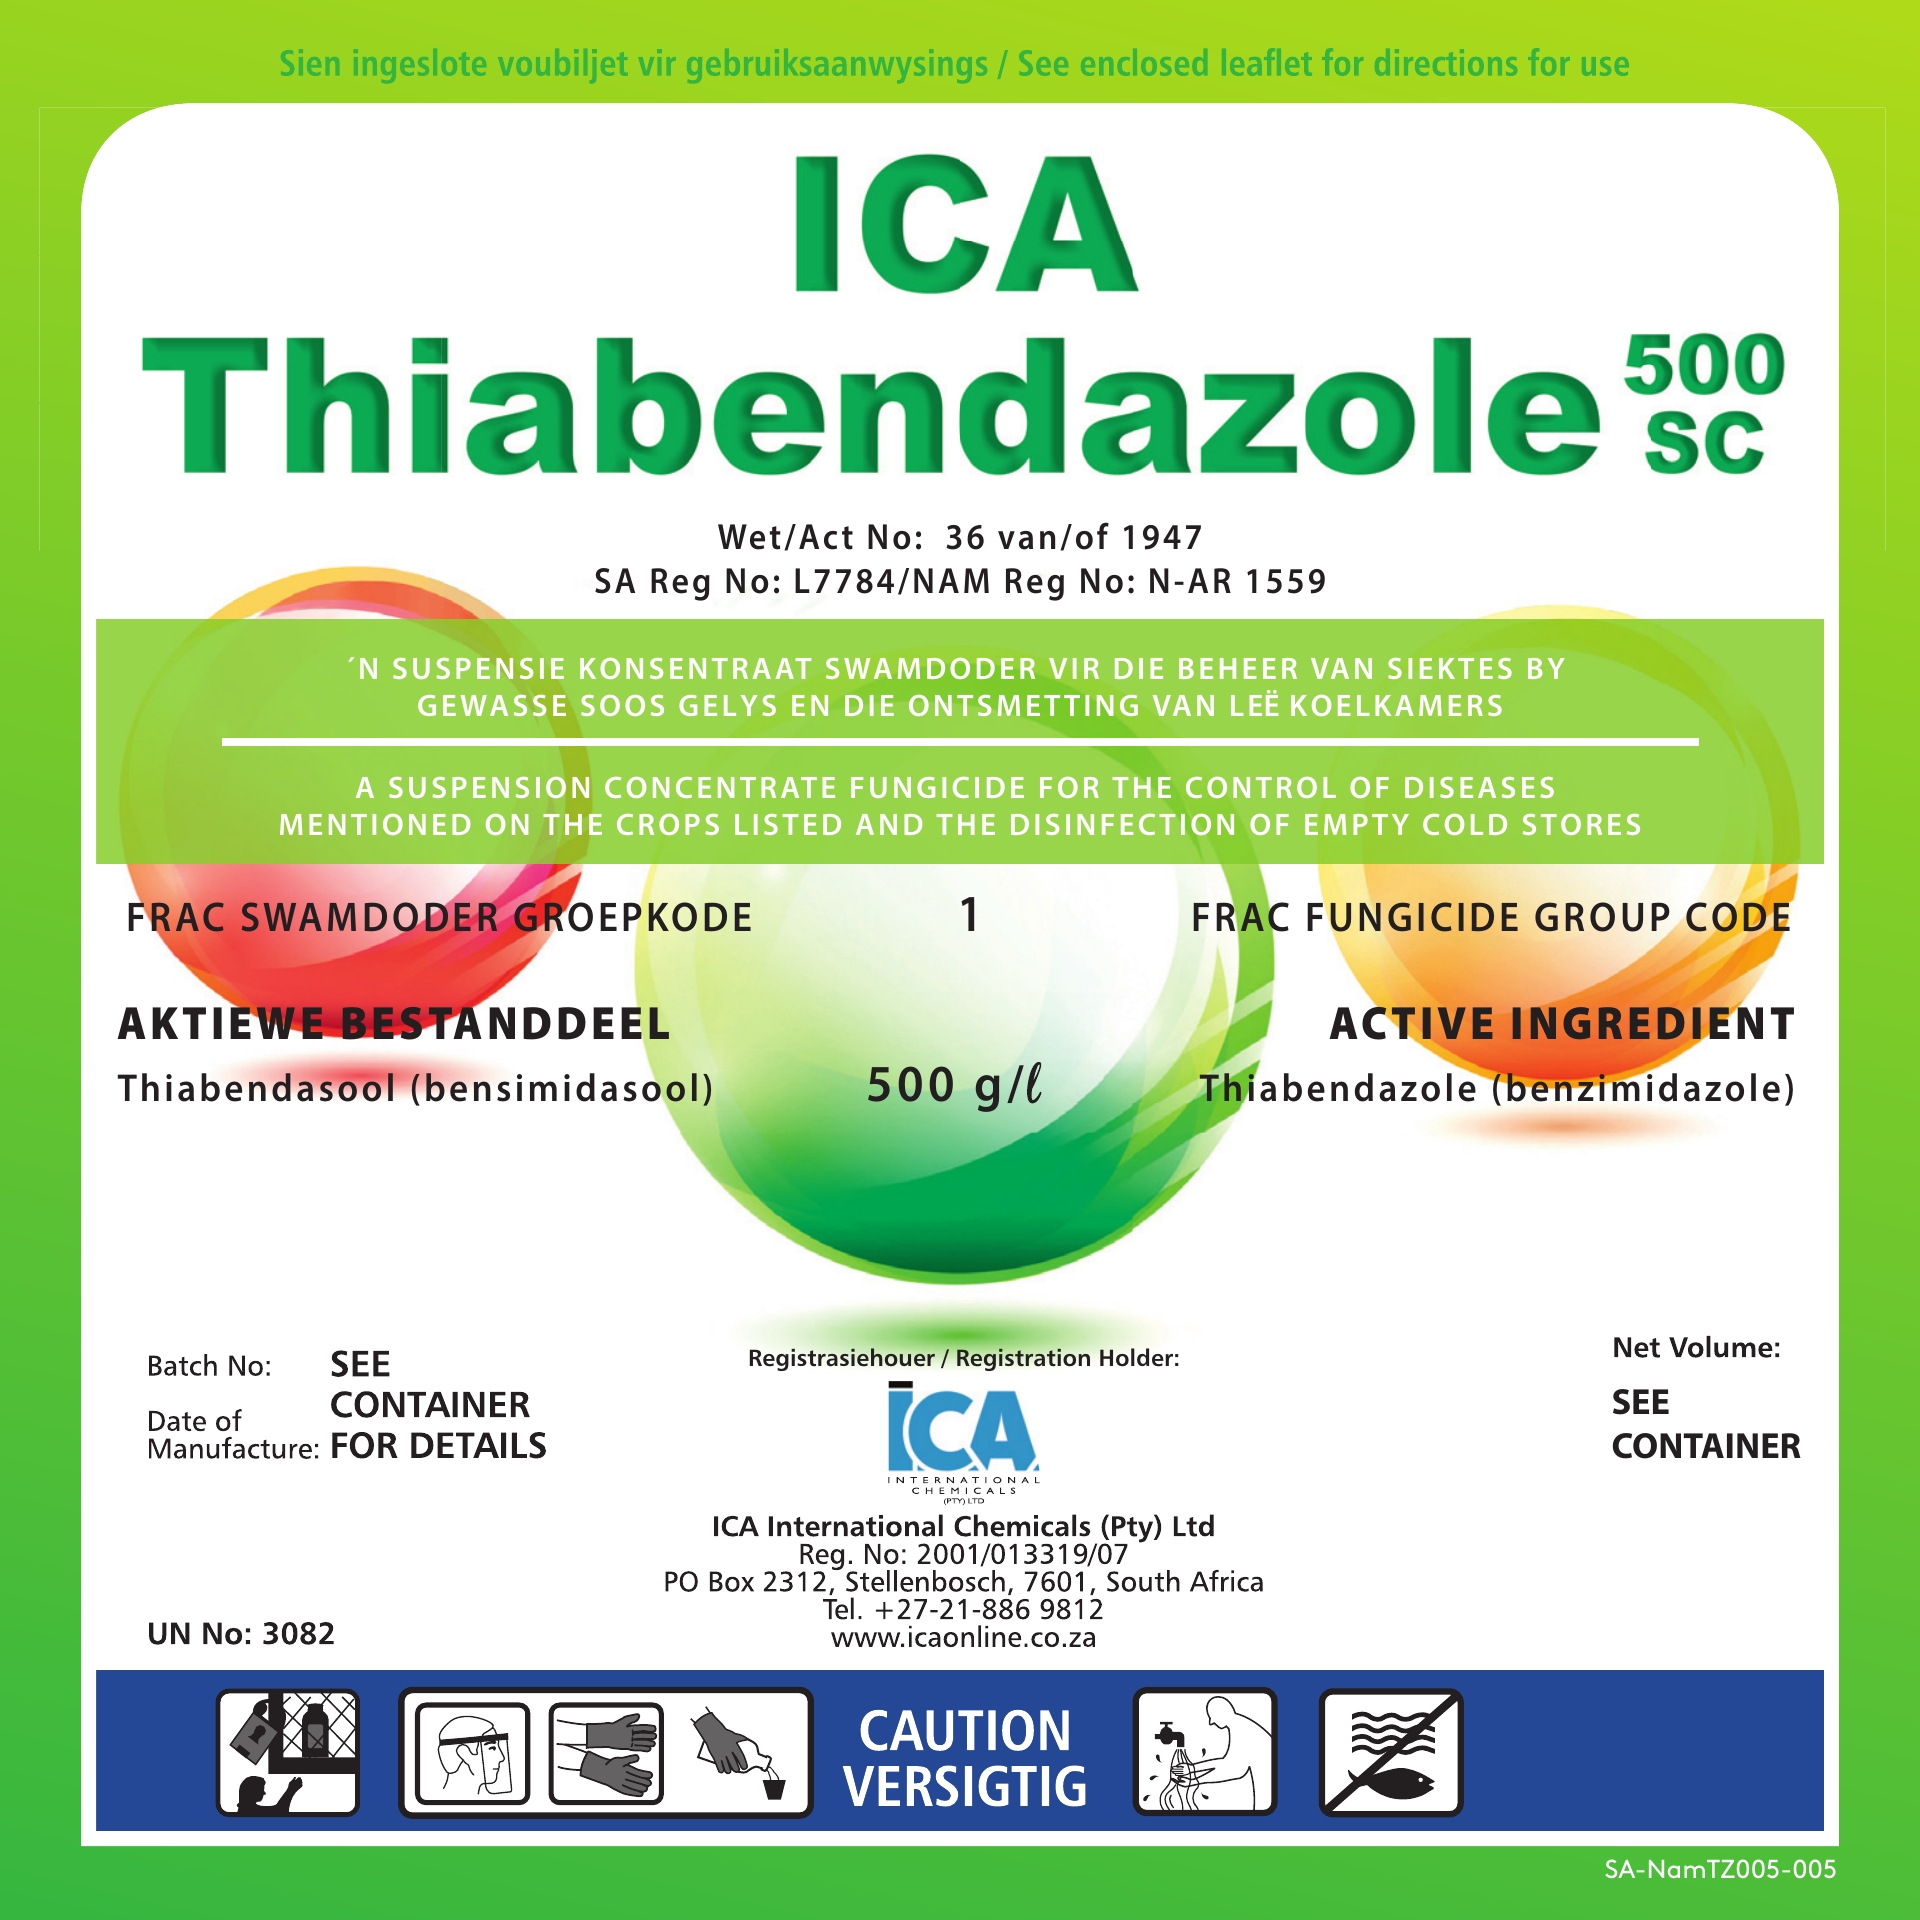 Sien ingeslote voubiljet vir gebruiksaanwysings / See enclosed leaflet for directions for use
ICA
Thiabendazole 500 SC
Wet/Act No: 36 van/of 1947
SA Reg No: L7784/NAM Reg No: N-AR 1559
´N SUSPENSIE KONSENTRAAT SWAMDODER VIR DIE BEHEER VAN SIEKTES BY
GEWASSE SOOS GELYS EN DIE ONTSMETTING VAN LEË KOELKAMERS
A SUSPENSION CONCENTRATE FUNGICIDE FOR THE CONTROL OF DISEASES
MENTIONED ON THE CROPS LISTED AND THE DISINFECTION OF EMPTY COLD STORES
FRAC SWAMDODER GROEPKODE 1 FRAC FUNGICIDE GROUP CODE
AKTIEWE BESTANDDEEL ACTIVE INGREDIENT
Thiabendasool (bensimidasool) 500 g/ℓ Thiabendazole (benzimidazole)
Batch No:
Date of
Manufacture:
SEE
CONTAINER
FOR DETAILS
Registrasiehouer / Registration Holder:
ICA
INTERNATIONAL
CHEMICALS
(PTY) LTD
ICA International Chemicals (Pty) Ltd
Reg. No: 2001/013319/07
PO Box 2312, Stellenbosch, 7601, South Africa
Tel. +27-21-886 9812
www.icaonline.co.za
Net Volume:
SEE
CONTAINER
UN No: 3082
CAUTION
VERSIGTIG
SA-NamTZ005-005